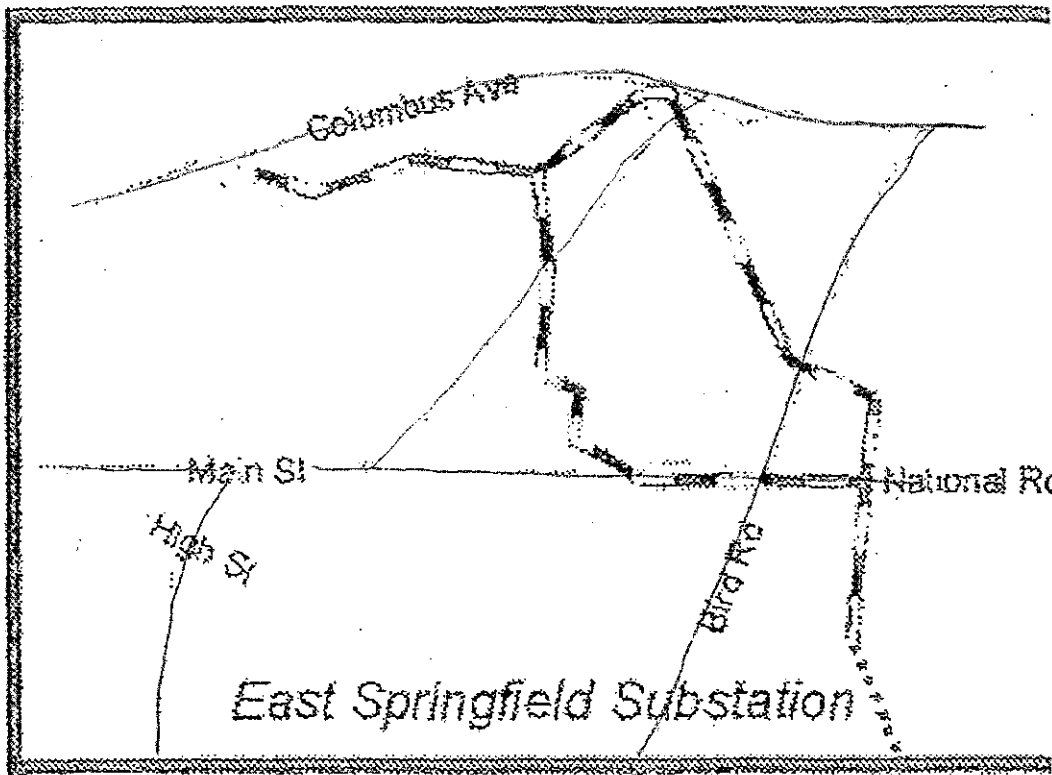 Columbus Ave
Main St
National Rd
High St
Bird Rd
East Springfield Substation